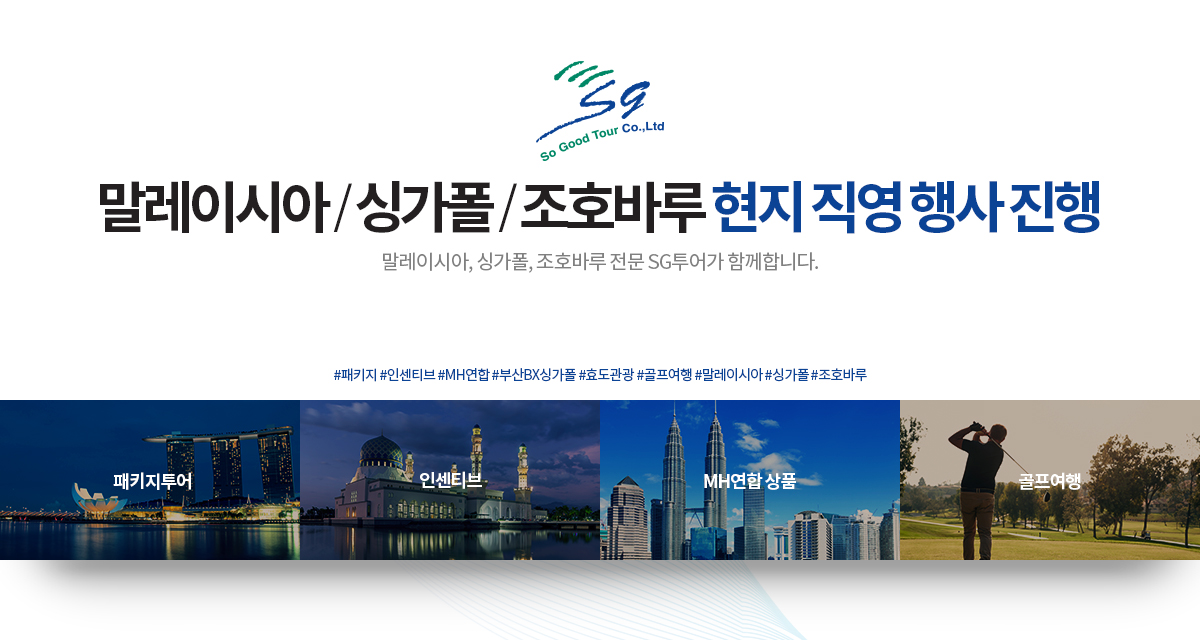 Sg
So Good Tour Co.,Ltd
말레이시아 / 싱가폴 / 조호바루 현지 직영 행사 진행
말레이시아, 싱가폴, 조호바루 전문 SG투어가 함께합니다.
#패키지 #인센티브 #MH연합 #부산BX싱가폴 #효도관광 #골프여행 #말레이시아 #싱가폴 #조호바루
패키지투어
인센티브
MH연합 상품
골프여행